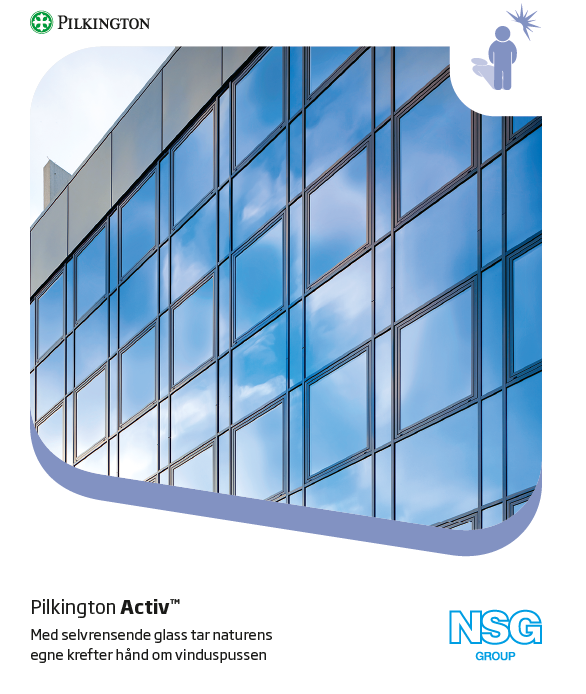 PILKINGTON
Pilkington Activ™
Med selvrensende glass tar naturens
egne krefter hånd om vinduspussen
NSG
GROUP